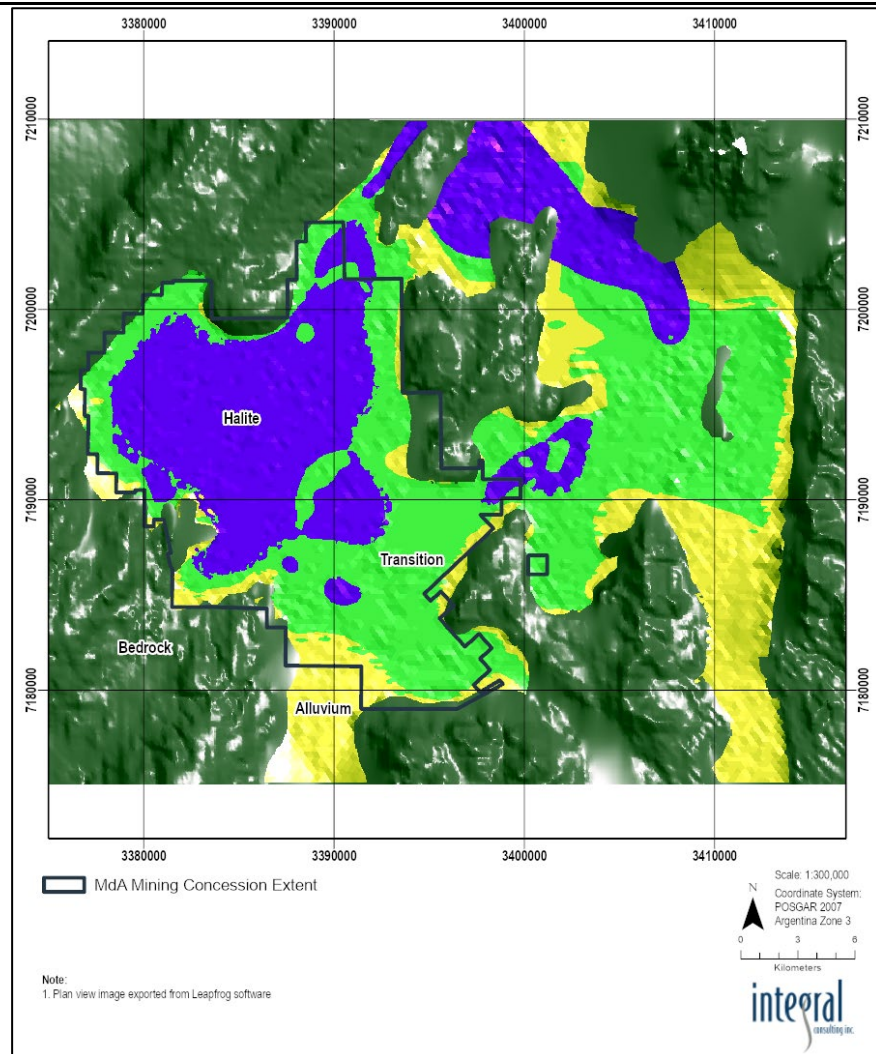 3380000 3390000 3400000 3410000
7210000 7210000
7200000 7200000
Halite
7190000 7190000
Transition
Bedrock
7180000 7180000
Alluvium
3380000 3390000 3400000 3410000
MdA Mining Concession Extent
Scale: 1:300,000
N
Coordinate System:
POSGAR 2007
Argentina Zone 3
0 3 6
Kilometers
Note:
1. Plan view image exported from Leapfrog software
integral
consulting inc.